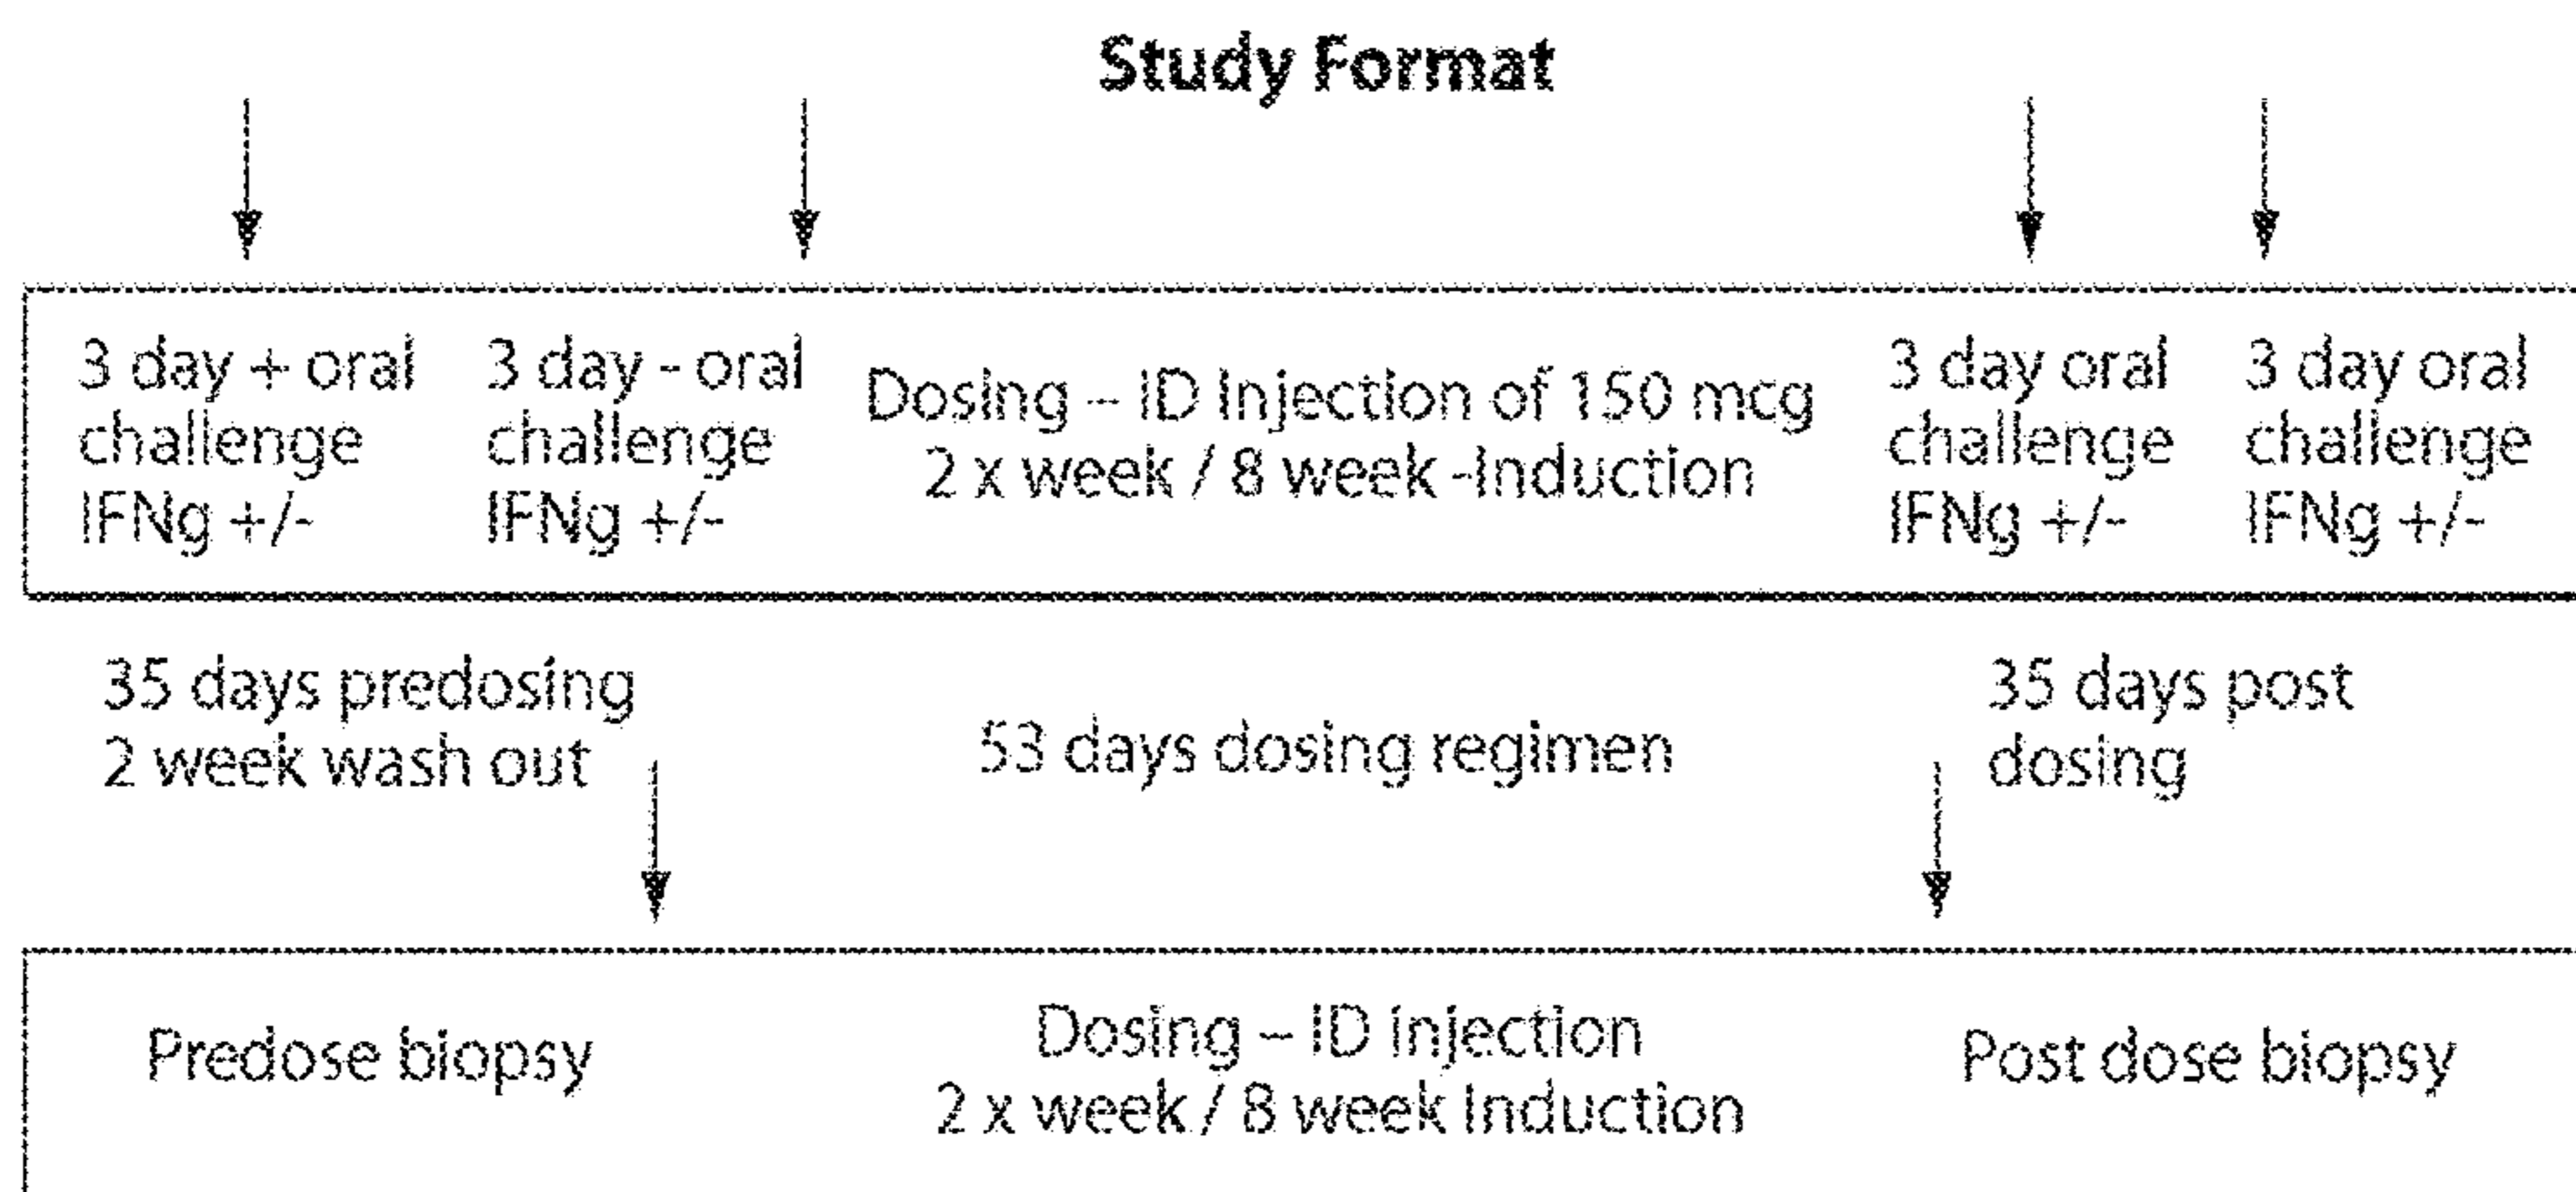 Study Format
3 day + oral
challenge
IFNg +/-
3 day - oral
challenge
IFNg +/-
Dosing – ID Injection of 150 mcg
2 x week / 8 week -Induction
3 day oral
challenge
IFNg +/-
3 day oral
challenge
IFNg +/-
35 days predosing
2 week wash out
53 days dosing regimen
35 days post
dosing
Predose biopsy
Dosing – ID Injection
2 x week / 8 week Induction
Post dose biopsy